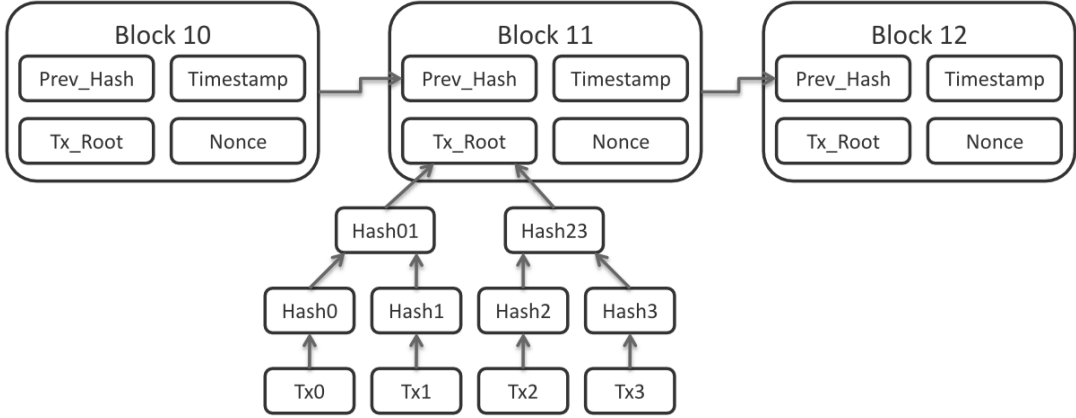 Block 10
Block 11
Block 12
Prev_Hash Timestamp
Prev_Hash Timestamp
Prev_Hash Timestamp
Tx_Root Nonce
Tx_Root Nonce
Tx_Root Nonce
Hash01 Hash23
Hash0 Hash1 Hash2 Hash3
Tx0 Tx1 Tx2 Tx3